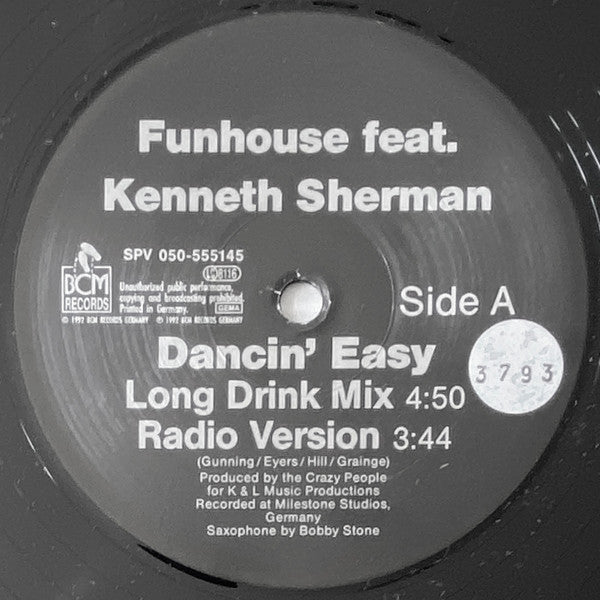 Funhouse feat.
Kenneth Sherman
SPV 050-555145
LC 8116
BCM
RECORDS
Unauthorized public performance,
copying and broadcasting prohibited.
Printed in Germany.
GEMA
℗ 1992 BCM RECORDS GERMANY © 1992 BCM RECORDS GERMANY
Side A
3793
Dancin' Easy
Long Drink Mix 4:50
Radio Version 3:44
(Gunning/Eyers/Hill/Grainge)
Produced by the Crazy People
for K & L Music Productions
Recorded at Milestone Studios,
Germany
Saxophone by Bobby Stone